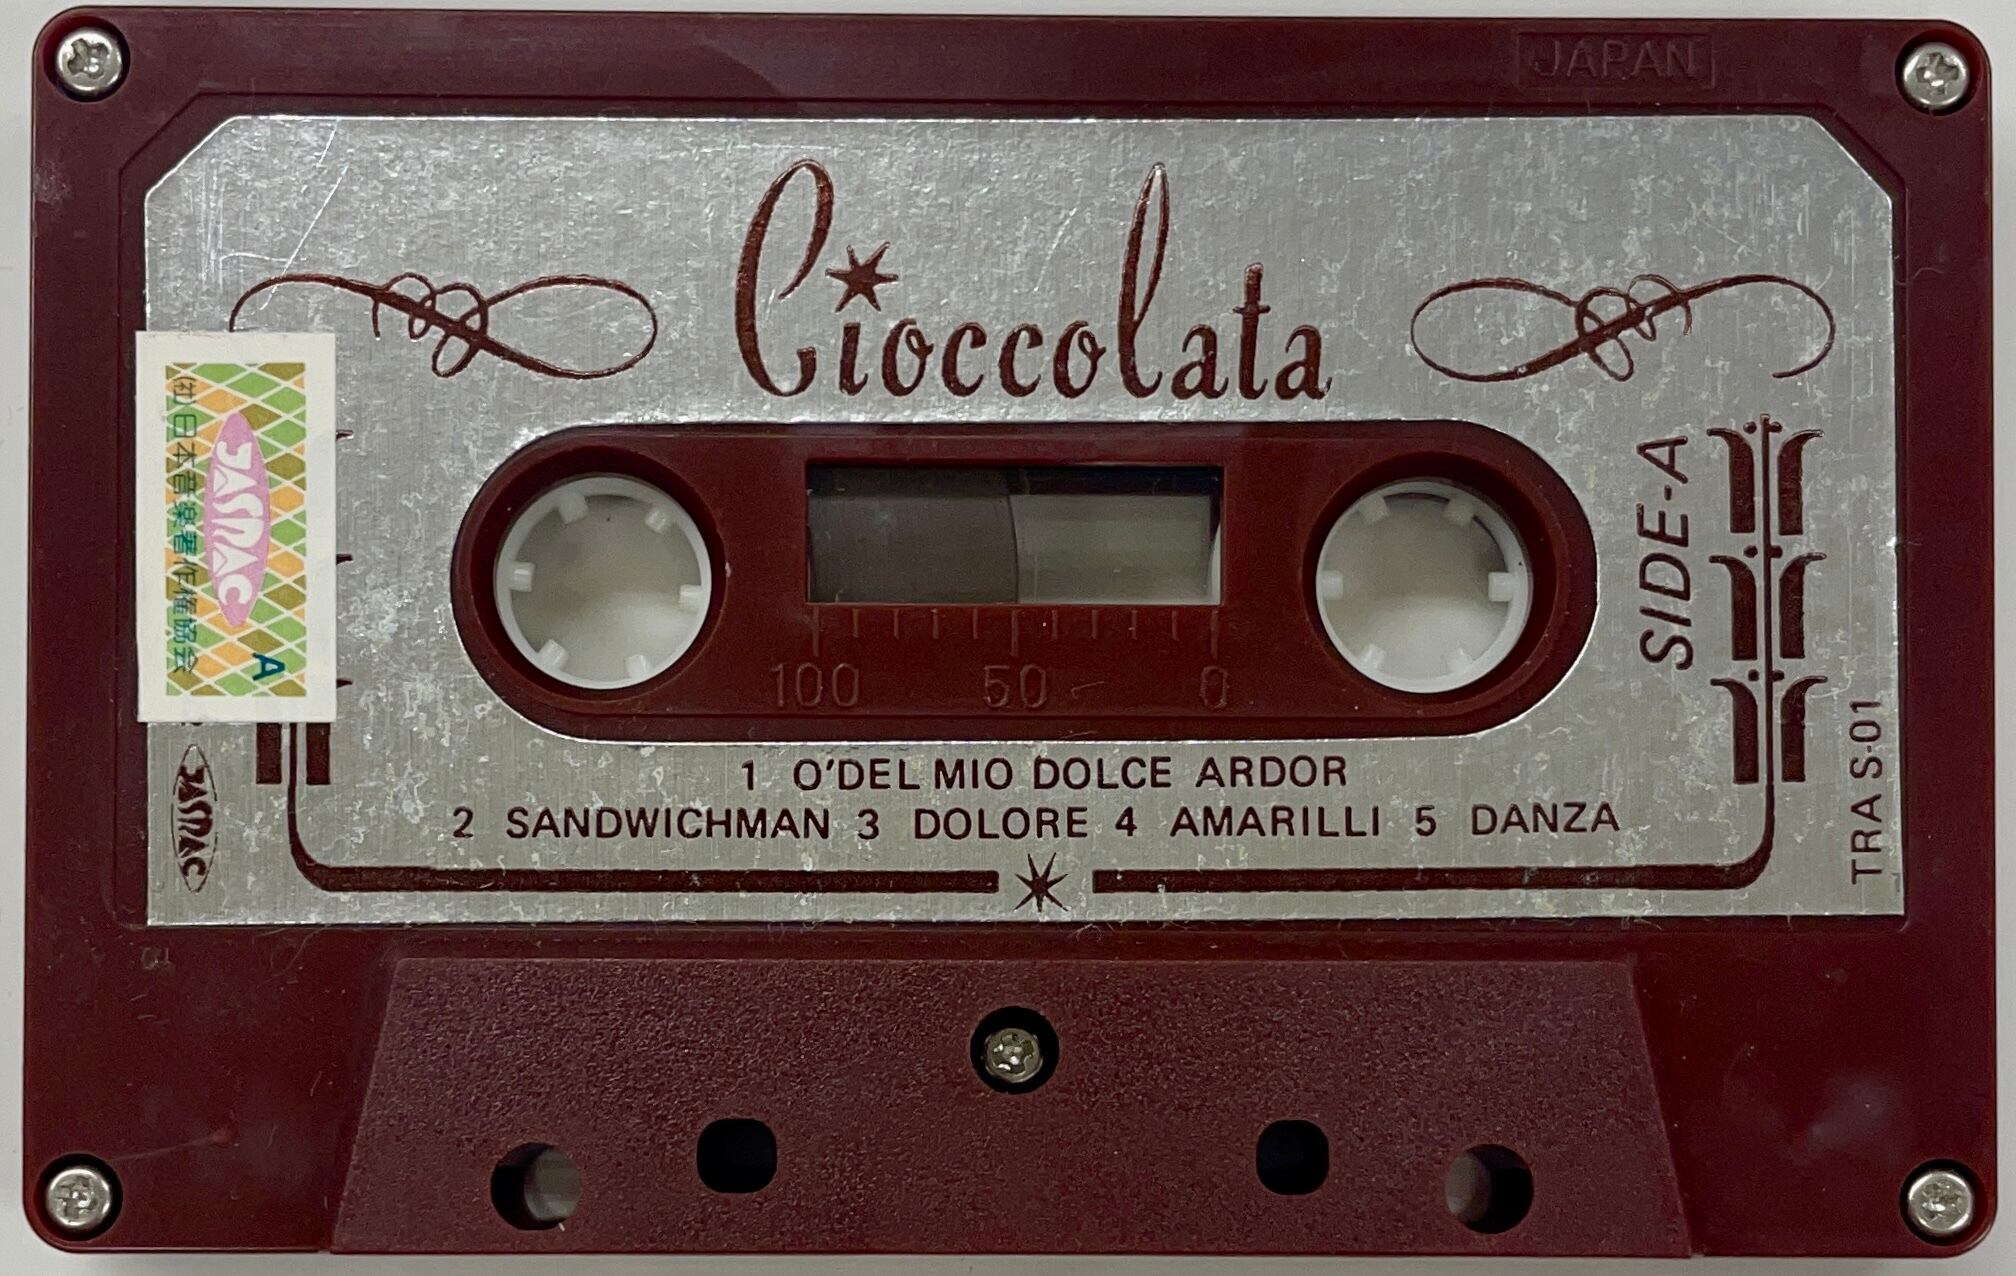 JAPAN
Cioccolata
(社)日本音楽著作権協会
JASRAC
A
SIDE-A
100 50 0
1 O'DEL MIO DOLCE ARDOR
2 SANDWICHMAN 3 DOLORE 4 AMARILLI 5 DANZA
JASRAC
TRA S-01